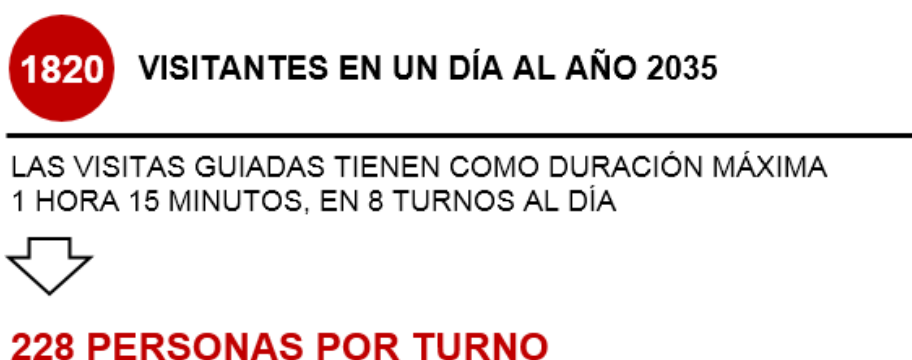 1820 VISITANTES EN UN DÍA AL AÑO 2035
LAS VISITAS GUIADAS TIENEN COMO DURACIÓN MÁXIMA
1 HORA 15 MINUTOS, EN 8 TURNOS AL DÍA
228 PERSONAS POR TURNO